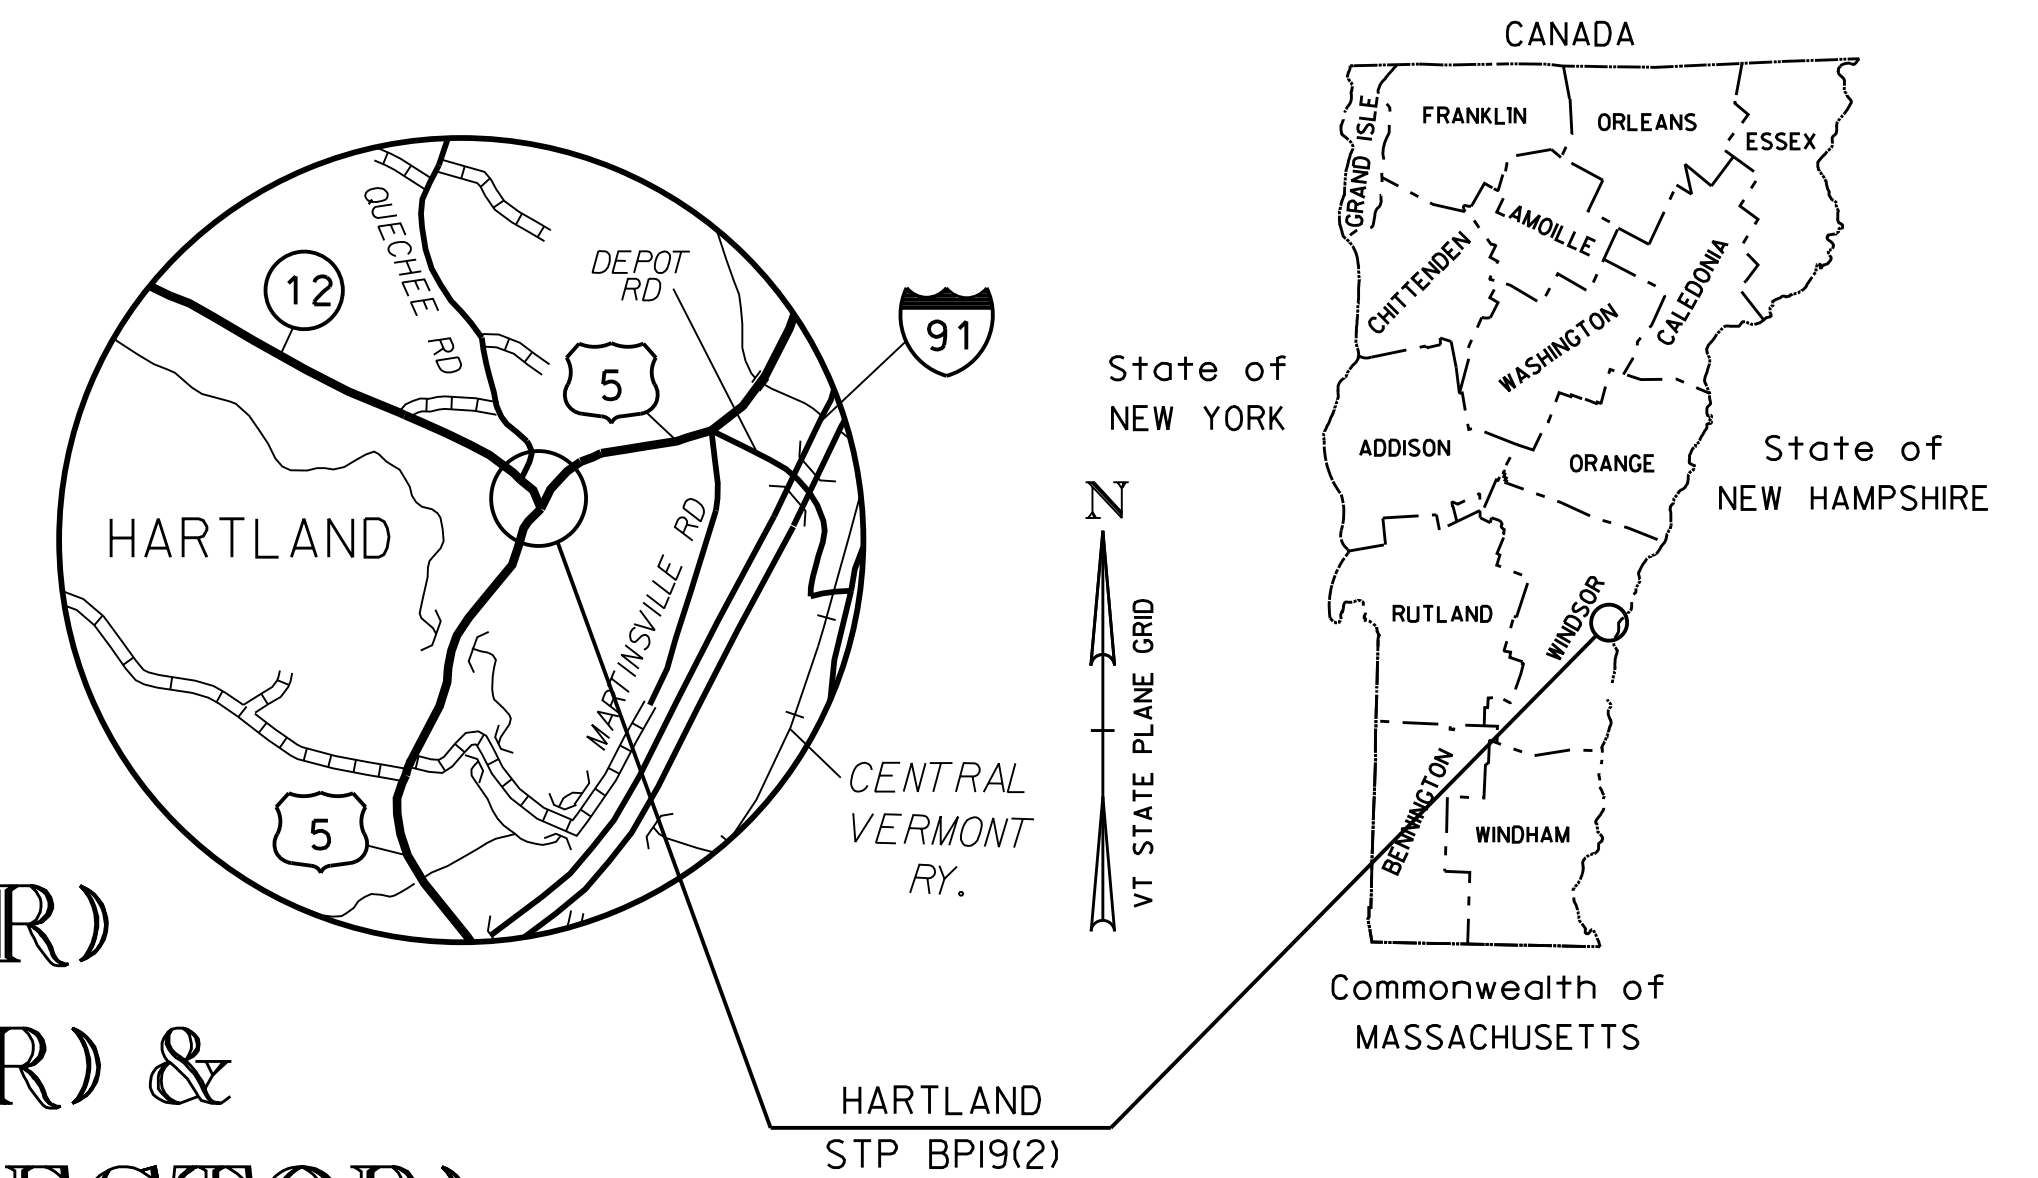 CANADA
GRAND ISLE
FRANKLIN
ORLEANS
ESSEX
LAMOILLE
CHITTENDEN
CALEDONIA
WASHINGTON
ADDISON
ORANGE
RUTLAND
WINDSOR
BENNINGTON
WINDHAM
State of
NEW YORK
State of
NEW HAMPSHIRE
Commonwealth of
MASSACHUSETTS
N
VT STATE PLANE GRID
QUECHEE RD
12
DEPOT
RD
5
91
HARTLAND
MARTINSVILLE RD
5
CENTRAL
VERMONT
RY.
R)
R) &
HARTLAND
STP BP19(2)